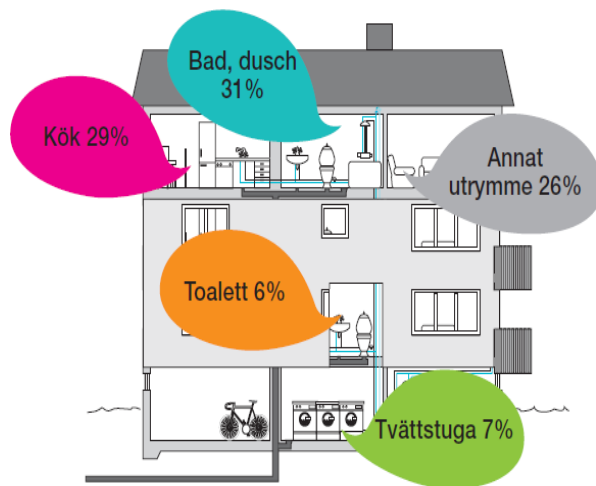 Bad, dusch
31%
Kök 29%
Annat
utrymme 26%
Toalett 6%
Tvättstuga 7%